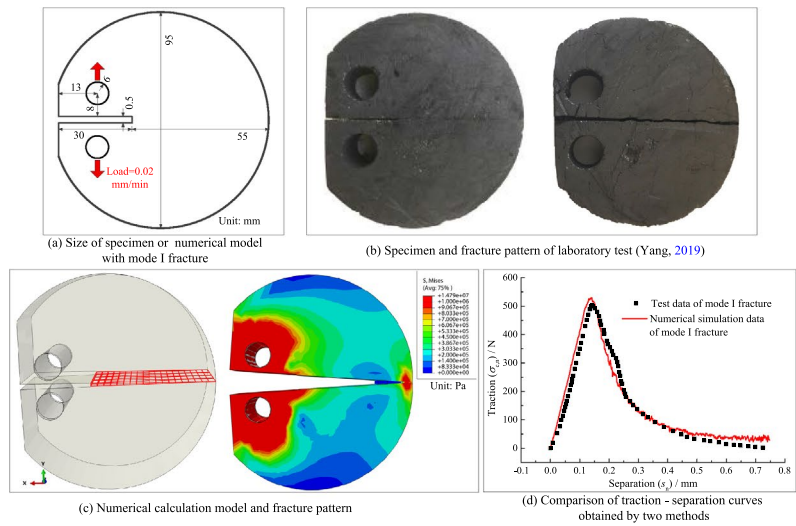 13
6
8
0.5
95
30
55
Load=0.02
mm/min
Unit: mm
(a) Size of specimen or numerical model
with mode I fracture
(b) Specimen and fracture pattern of laboratory test (Yang, 2019)
S, Mises
(Avg: 75%)
+1.479e+07
+1.000e+06
+9.067e+05
+8.033e+05
+7.000e+05
+6.067e+05
+5.033e+05
+4.900e+05
+3.867e+05
+3.033e+05
+2.000e+05
+1.400e+05
+8.333e+04
+0.000e+00
Unit: Pa
Y
X
(c) Numerical calculation model and fracture pattern
600
500
400
300
200
100
0
Traction (σc,n) / N
Test data of mode I fracture
Numerical simulation data
of mode I fracture
-0.1 0.0 0.1 0.2 0.3 0.4 0.5 0.6 0.7 0.8
Separation (sn) / mm
(d) Comparison of traction - separation curves
obtained by two methods